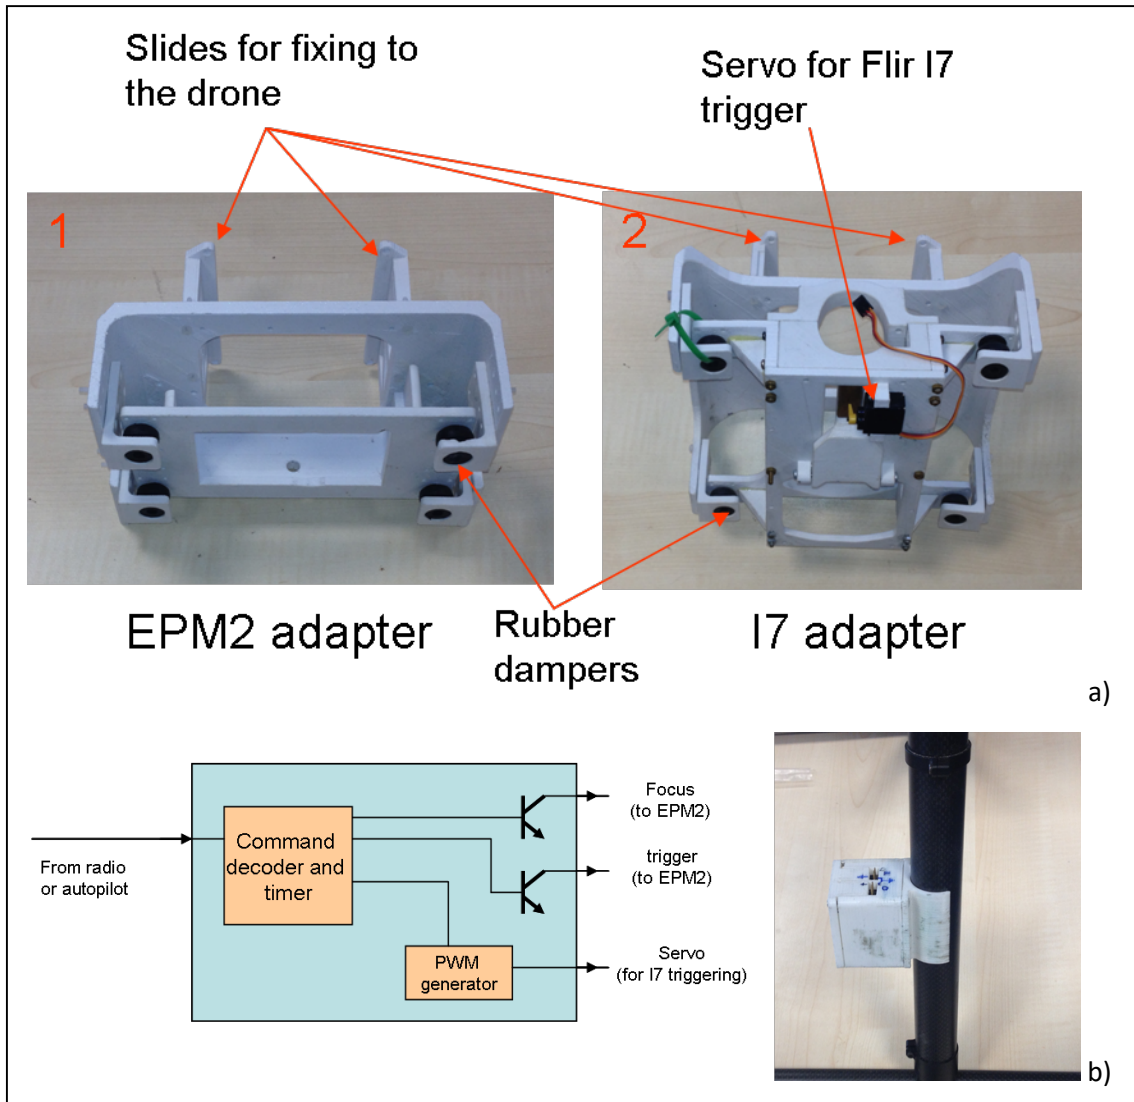 Slides for fixing to
the drone
Servo for Flir I7
trigger
1
2
EPM2 adapter
Rubber
dampers
I7 adapter
a)
From radio
or autopilot
Command
decoder and
timer
PWM
generator
Focus
(to EPM2)
trigger
(to EPM2)
Servo
(for I7 triggering)
b)